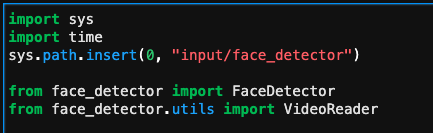 import sys
import time
sys.path.insert(0, "input/face_detector")
from face_detector import FaceDetector
from face_detector.utils import VideoReader